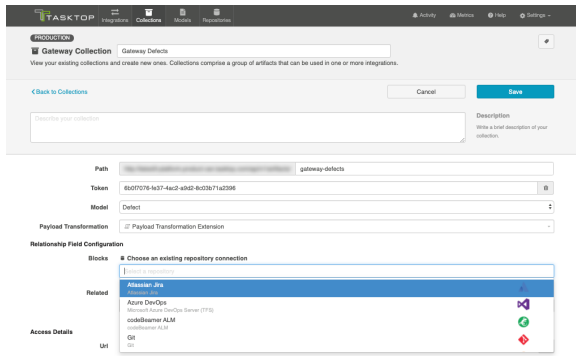 TASKTOP
Integrations
Collections
Models
Repositories
Activity
Metrics
Help
Settings
PRODUCTION
Gateway Collection
Gateway Defects
View your existing collections and create new ones. Collections comprise a group of artifacts that can be used in one or more integrations.
Back to Collections
Cancel
Save
Describe your collection
Description
Write a brief description of your
collection.
Path
gateway-defects
Token
6b0f7076-fe37-4ac2-a9d2-8c03b71a2396
Model
Defect
Payload Transformation
Payload Transformation Extension
Relationship Field Configuration
Blocks
Choose an existing repository connection
Select a repository
Related
Atlassian Jira
Atlassian Jira
Azure DevOps
Microsoft Azure DevOps Server (TFS)
codeBeamer ALM
codeBeamer ALM
Git
Git
Access Details
Url